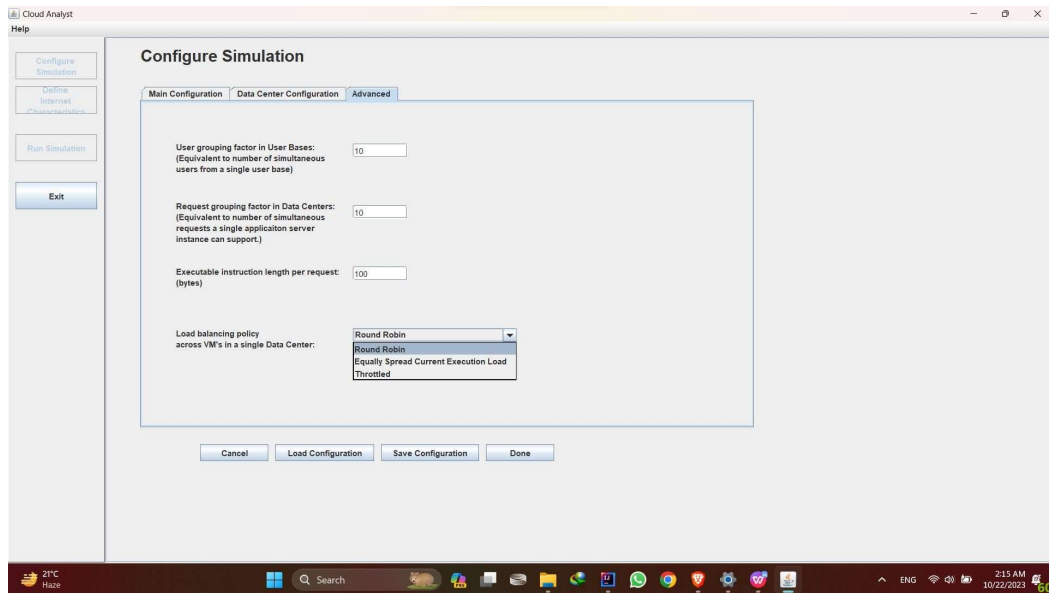 Cloud Analyst
Help
Configure
Simulation
Define
Internet
Characteristics
Run Simulation
Exit
Configure Simulation
Main Configuration
Data Center Configuration
Advanced
User grouping factor in User Bases:
(Equivalent to number of simultaneous
users from a single user base)
10
Request grouping factor in Data Centers:
(Equivalent to number of simultaneous
requests a single applicaiton server
instance can support.)
10
Executable instruction length per request:
(bytes)
100
Load balancing policy
across VM's in a single Data Center:
Round Robin
Round Robin
Equally Spread Current Execution Load
Throttled
Cancel
Load Configuration
Save Configuration
Done
21°C
Haze
Search
ENG
2:15 AM
10/22/2023
60